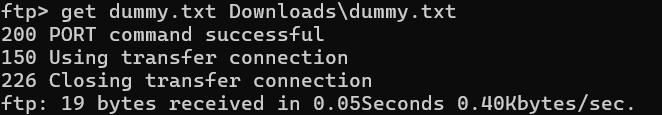 ftp> get dummy.txt Downloads\dummy.txt
200 PORT command successful
150 Using transfer connection
226 Closing transfer connection
ftp: 19 bytes received in 0.05Seconds 0.40Kbytes/sec.